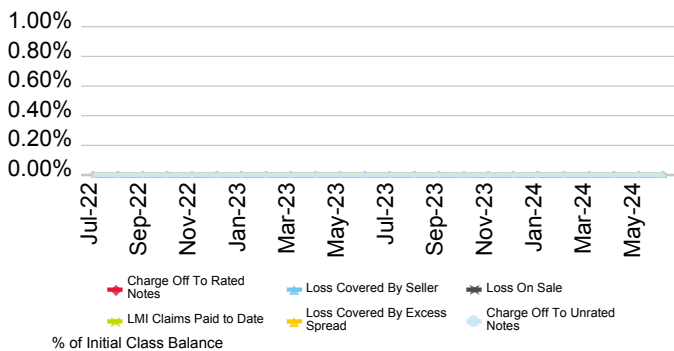 1.00%
0.80%
0.60%
0.40%
0.20%
0.00%
Jul-22
Sep-22
Nov-22
Jan-23
Mar-23
May-23
Jul-23
Sep-23
Nov-23
Jan-24
Mar-24
May-24
Charge Off To Rated
Notes
Loss Covered By Seller
Loss On Sale
LMI Claims Paid to Date
Loss Covered By Excess
Spread
Charge Off To Unrated
Notes
% of Initial Class Balance